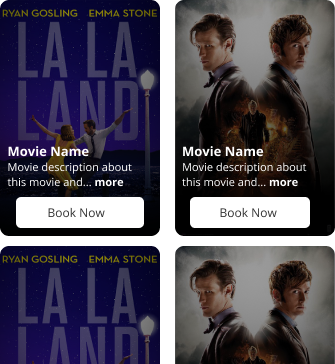 RYAN GOSLING EMMA STONE
LA LA
LAND
Movie Name
Movie description about
this movie and... more
Book Now
Movie Name
Movie description about
this movie and... more
Book Now
RYAN GOSLING EMMA STONE
LA LA
LAND